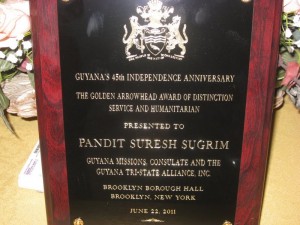 GUYANA'S 45th INDEPENDENCE ANNIVERSARY
THE GOLDEN ARROWHEAD AWARD OF DISTINCTION
SERVICE AND HUMANITARIAN
PRESENTED TO
PANDIT SURESH SUGRIM
GUYANA MISSIONS, CONSULATE AND THE
GUYANA TRI-STATE ALLIANCE, INC.
BROOKLYN BOROUGH HALL
BROOKLYN, NEW YORK
JUNE 22, 2011